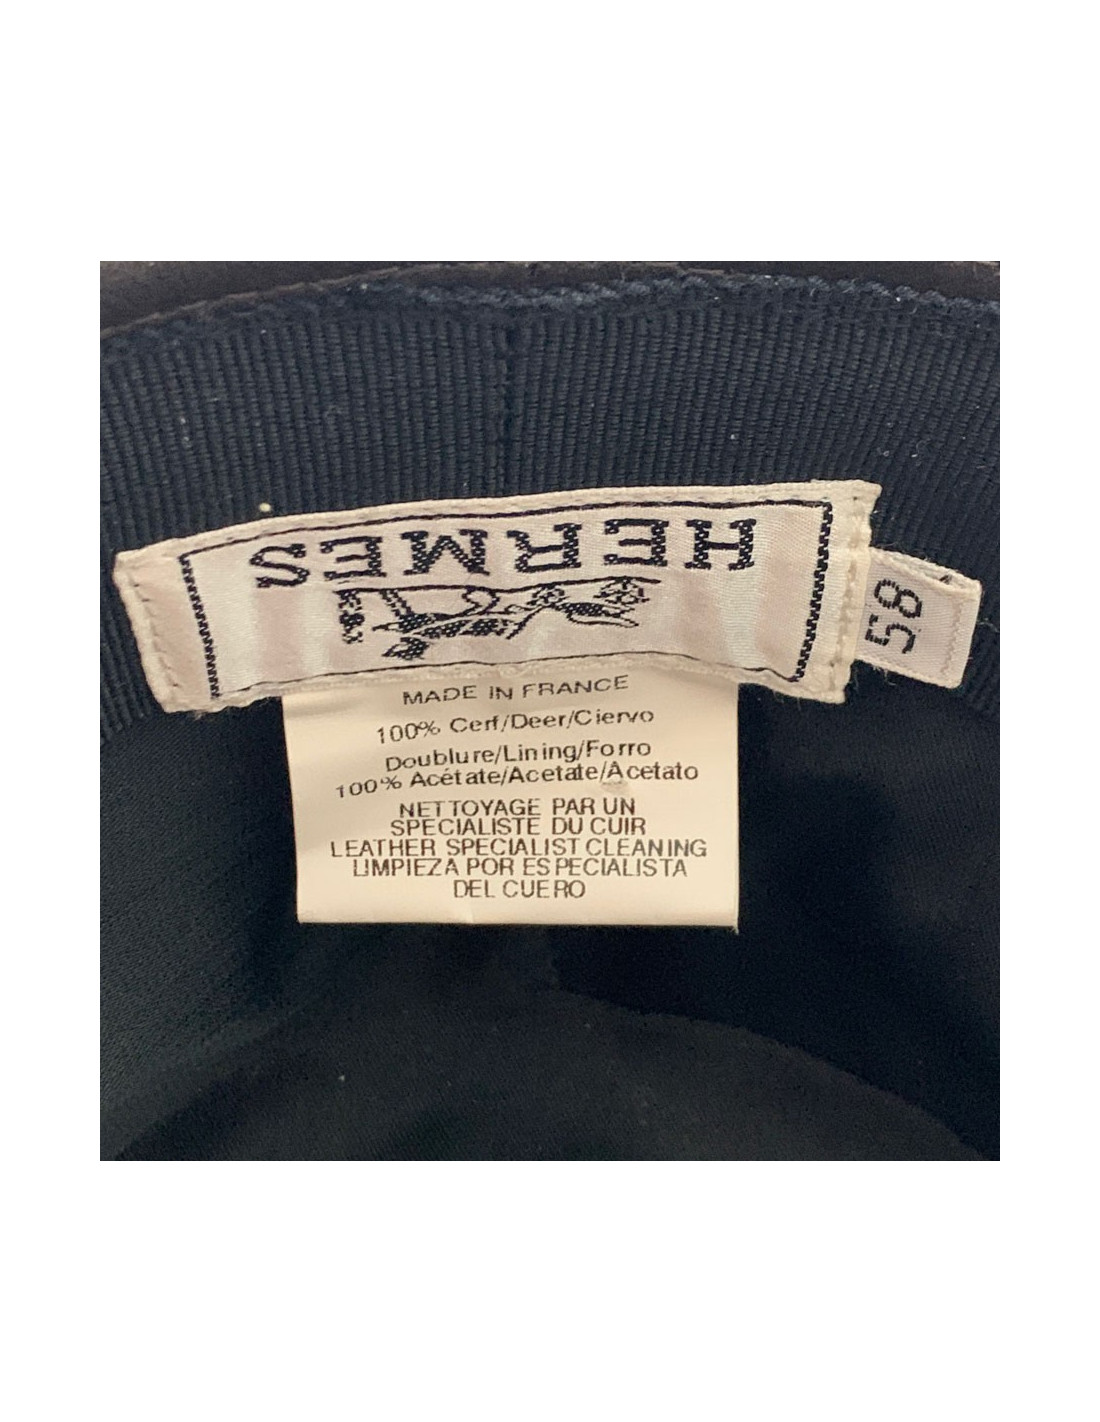 HERMES
58
MADE IN FRANCE
100% Cerf/Deer/Ciervo
Doublure/Lining/Forro
100% Acétate/Acetate/Acetato
NETTOYAGE PAR UN
SPECIALISTE DU CUIR
LEATHER SPECIALIST CLEANING
LIMPIEZA POR ESPECIALISTA
DEL CUERO